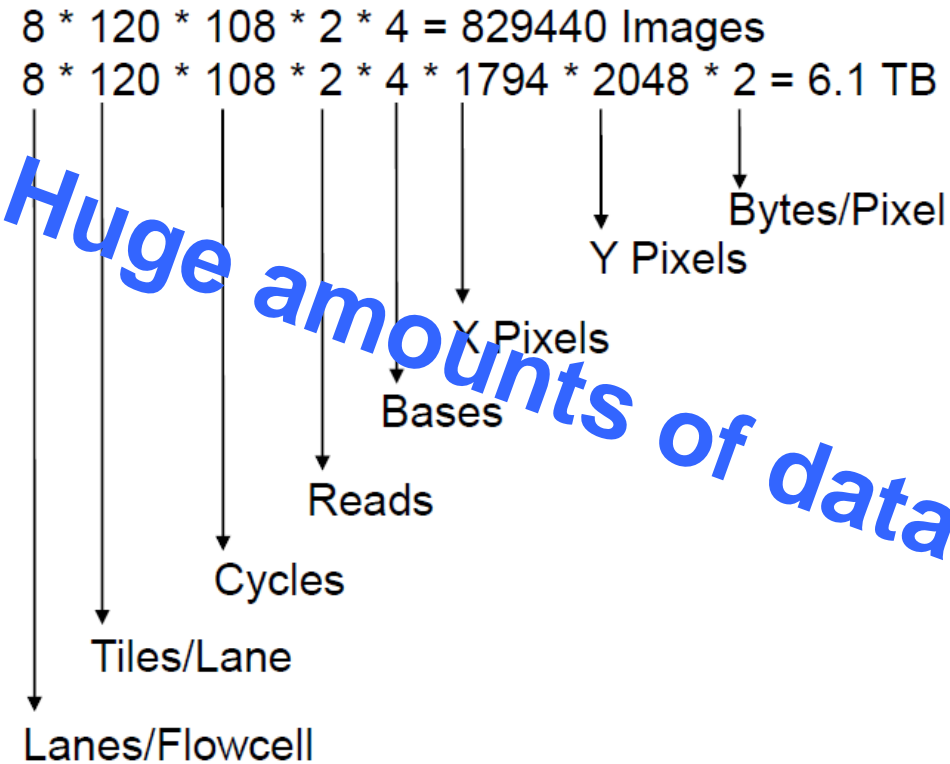 8 * 120 * 108 * 2 * 4 = 829440 Images
8 * 120 * 108 * 2 * 4 * 1794 * 2048 * 2 = 6.1 TB
Bytes/Pixel
Y Pixels
X Pixels
Bases
Reads
Cycles
Tiles/Lane
Lanes/Flowcell
Huge amounts of data